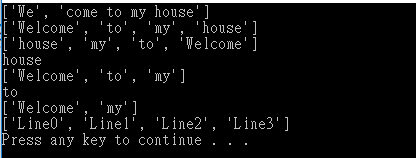 ['We', 'come to my house']
['Welcome', 'to', 'my', 'house']
['house', 'my', 'to', 'Welcome']
house
['Welcome', 'to', 'my']
to
['Welcome', 'my']
['Line0', 'Line1', 'Line2', 'Line3']
Press any key to continue . . .